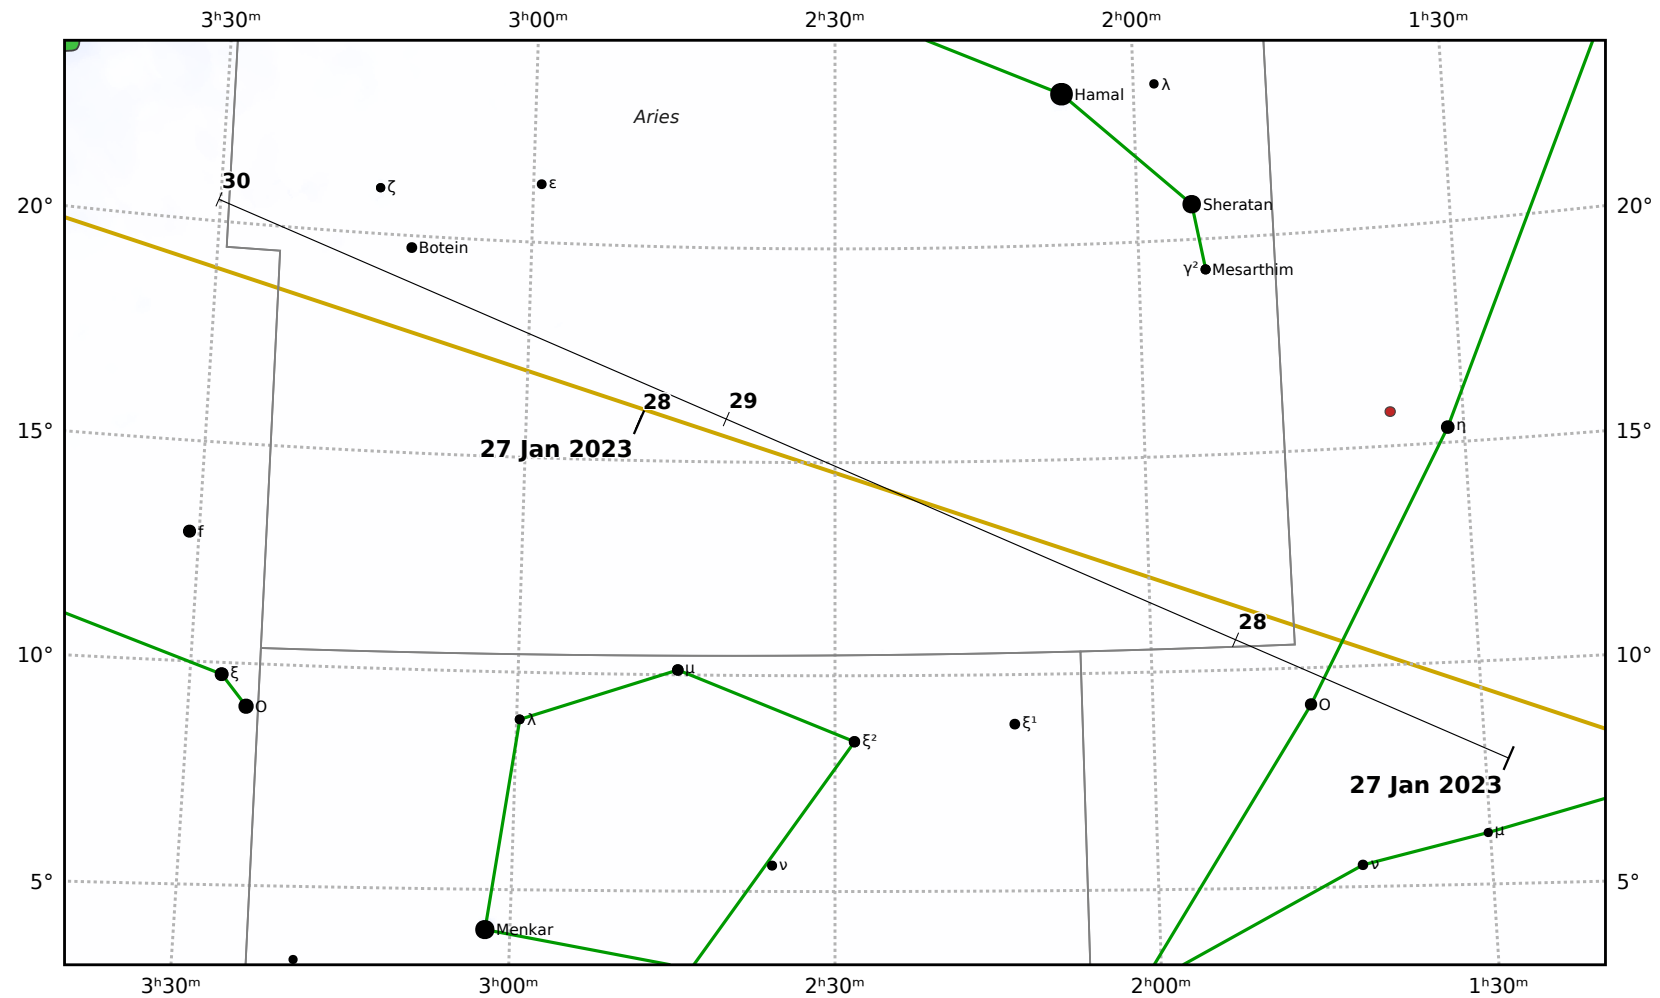 3ʰ30ᵐ 3ʰ00ᵐ 2ʰ30ᵐ 2ʰ00ᵐ 1ʰ30ᵐ
Hamal λ
Aries
30 ζ ε
20° Sheratan 20°
Botein
γ² Mesarthim
28 29
15° η 15°
27 Jan 2023
f
28
10° 10°
ξ μ
O O
λ ξ¹
ξ²
27 Jan 2023
μ
ν ν
5° 5°
Menkar
3ʰ30ᵐ 3ʰ00ᵐ 2ʰ30ᵐ 2ʰ00ᵐ 1ʰ30ᵐ